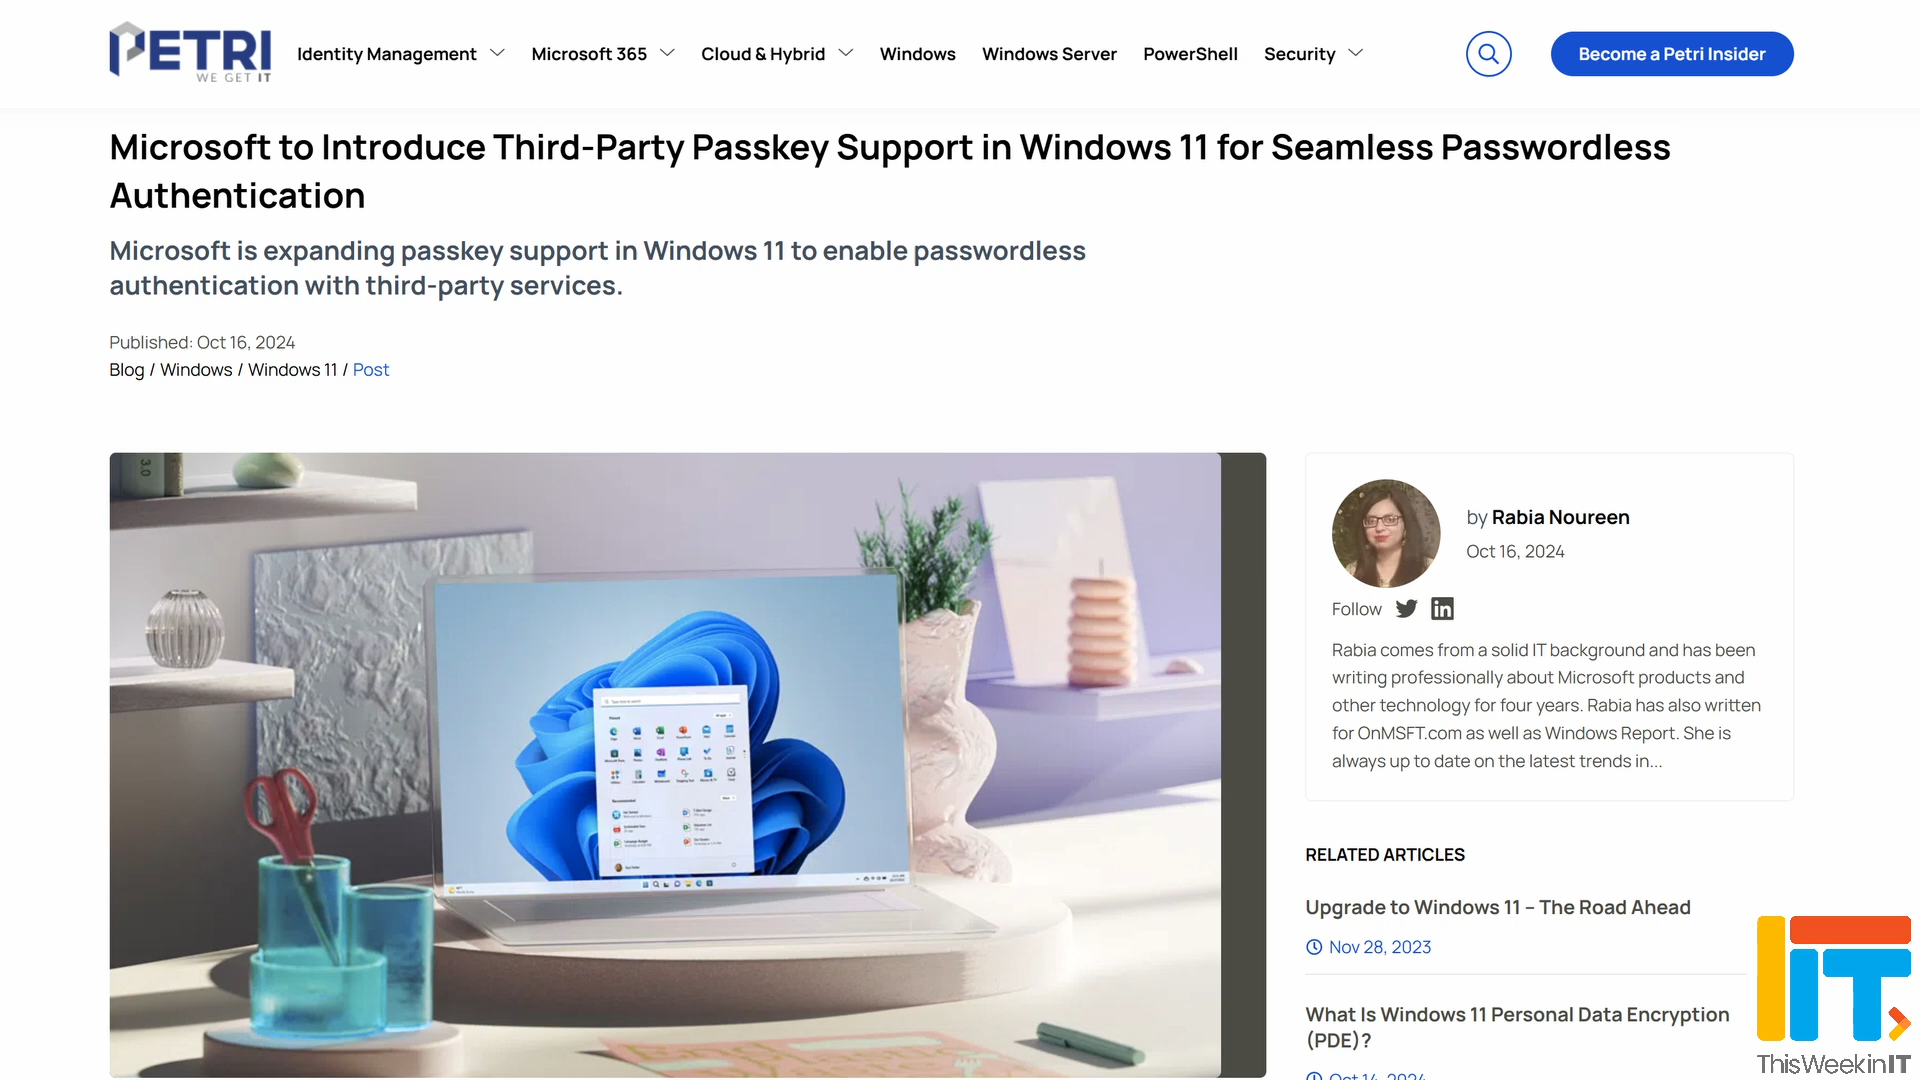 PETRI
WE GET IT
Identity Management
Microsoft 365
Cloud & Hybrid
Windows
Windows Server
PowerShell
Security
Become a Petri Insider
Microsoft to Introduce Third-Party Passkey Support in Windows 11 for Seamless Passwordless
Authentication
Microsoft is expanding passkey support in Windows 11 to enable passwordless
authentication with third-party services.
Published: Oct 16, 2024
Blog / Windows / Windows 11 / Post
3.0
by Rabia Noureen
Oct 16, 2024
Follow
Rabia comes from a solid IT background and has been
writing professionally about Microsoft products and
other technology for four years. Rabia has also written
for OnMSFT.com as well as Windows Report. She is
always up to date on the latest trends in...
RELATED ARTICLES
Upgrade to Windows 11 – The Road Ahead
Nov 28, 2023
What Is Windows 11 Personal Data Encryption
(PDE)?
Oct 14, 2024
IT
ThisWeekinIT